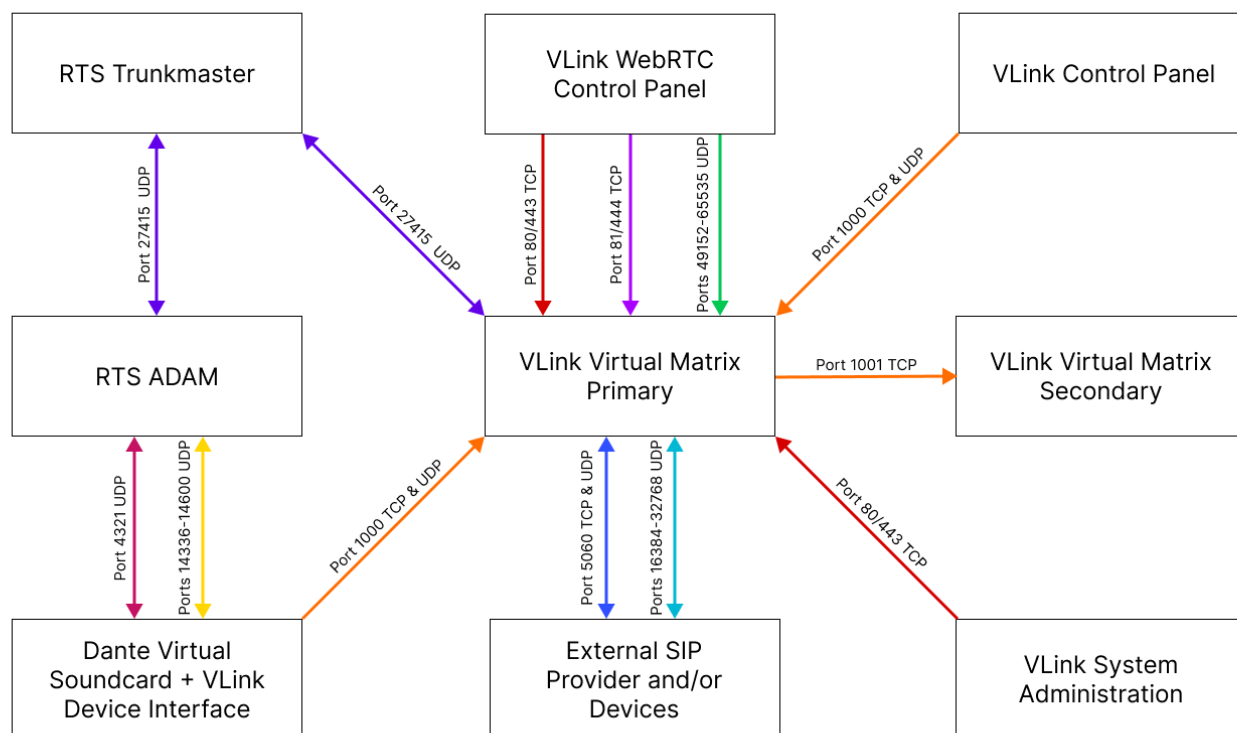 RTS Trunkmaster
VLink WebRTC
Control Panel
VLink Control Panel
Port 27415 UDP
Port 27415 UDP
Port 80/443 TCP
Port 81/444 TCP
Ports 49152-65535 UDP
Port 1000 TCP & UDP
RTS ADAM
VLink Virtual Matrix
Primary
Port 1001 TCP
VLink Virtual Matrix
Secondary
Port 4321 UDP
Ports 14336-14600 UDP
Port 1000 TCP & UDP
Port 5060 TCP & UDP
Ports 16384-32768 UDP
Port 80/443 TCP
Dante Virtual
Soundcard + VLink
Device Interface
External SIP
Provider and/or
Devices
VLink System
Administration